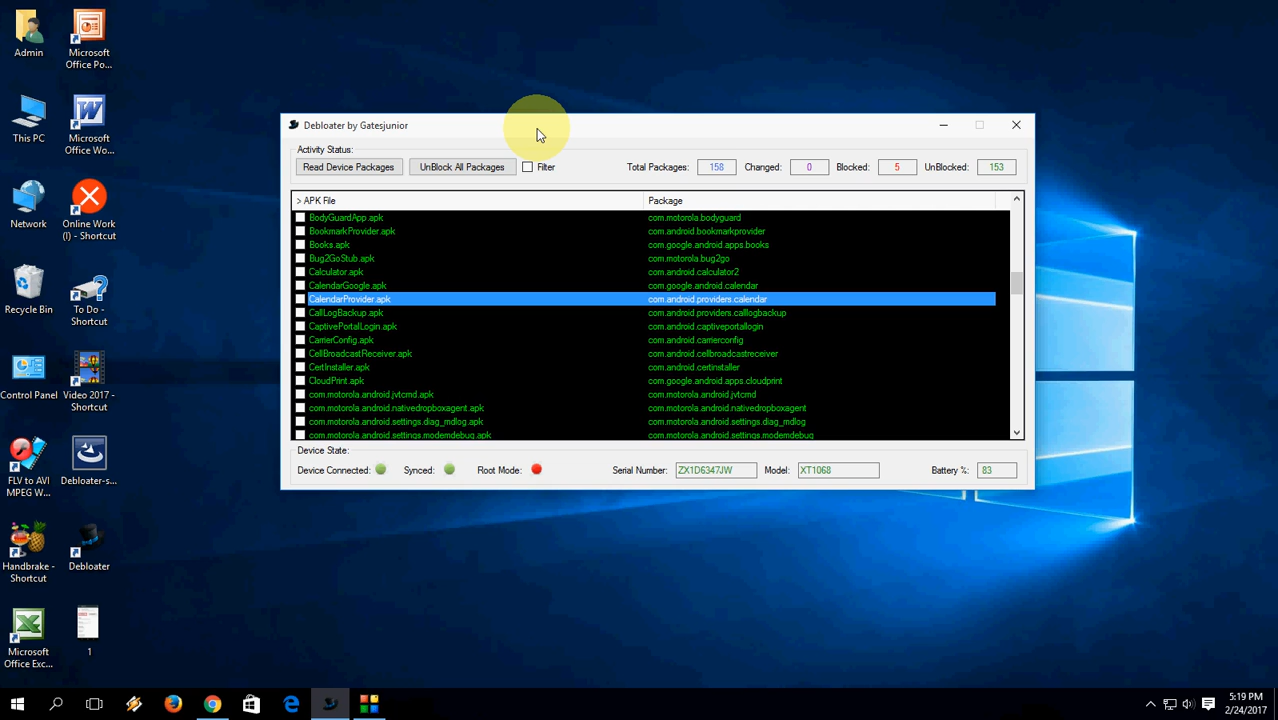 Admin
Microsoft
Office Po...
This PC
Microsoft
Office Wo...
Network
Online Work
(I) - Shortcut
Recycle Bin
To Do -
Shortcut
Control Panel
Video 2017 -
Shortcut
FLV to AVI
MPEG W...
Debloater-s...
Handbrake -
Shortcut
Debloater
Microsoft
Office Exc...
1
Debloater by Gatesjunior
Activity Status:
Read Device Packages UnBlock All Packages Filter Total Packages: 158 Changed: 0 Blocked: 5 UnBlocked: 153
> APK File Package
BodyGuardApp.apk com.motorola.bodyguard
BookmarkProvider.apk com.android.bookmarkprovider
Books.apk com.google.android.apps.books
Bug2GoStub.apk com.motorola.bug2go
Calculator.apk com.android.calculator2
CalendarGoogle.apk com.google.android.calendar
CalendarProvider.apk com.android.providers.calendar
CallLogBackup.apk com.android.providers.calllogbackup
CaptivePortalLogin.apk com.android.captiveportallogin
CarrierConfig.apk com.android.carrierconfig
CellBroadcastReceiver.apk com.android.cellbroadcastreceiver
CertInstaller.apk com.android.certinstaller
CloudPrint.apk com.google.android.apps.cloudprint
com.motorola.android.jvtcmd.apk com.motorola.android.jvtcmd
com.motorola.android.nativedropboxagent.apk com.motorola.android.nativedropboxagent
com.motorola.android.settings.diag_mdlog.apk com.motorola.android.settings.diag_mdlog
com.motorola.android.settings.modemdebug.apk com.motorola.android.settings.modemdebug
Device State:
Device Connected: Synced: Root Mode: Serial Number: ZX1D6347JW Model: XT1068 Battery %: 83
5:19 PM
2/24/2017